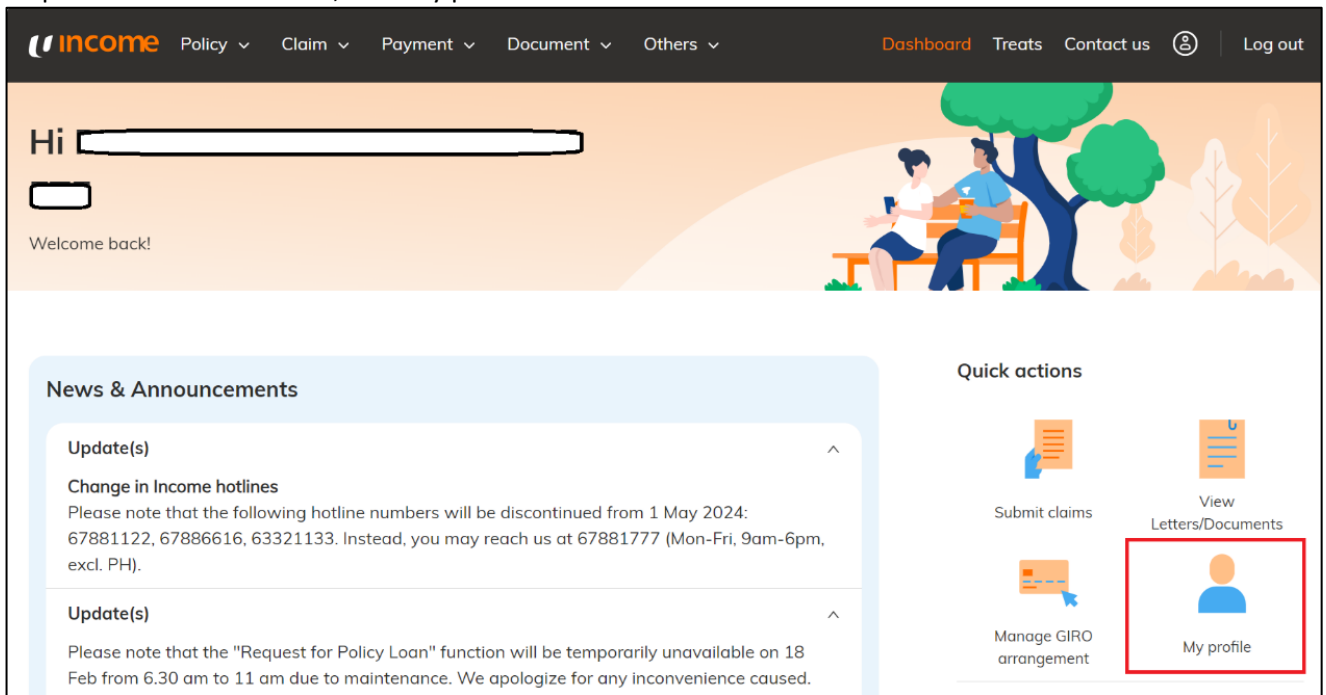 income Policy Claim Payment Document Others Dashboard Treats Contact us Log out
Hi
Welcome back!
News & Announcements
Update(s)
Change in Income hotlines
Please note that the following hotline numbers will be discontinued from 1 May 2024:
67881122, 67886616, 63321133. Instead, you may reach us at 67881777 (Mon-Fri, 9am-6pm,
excl. PH).
Update(s)
Please note that the "Request for Policy Loan" function will be temporarily unavailable on 18
Feb from 6.30 am to 11 am due to maintenance. We apologize for any inconvenience caused.
Quick actions
Submit claims
View
Letters/Documents
Manage GIRO
arrangement
My profile